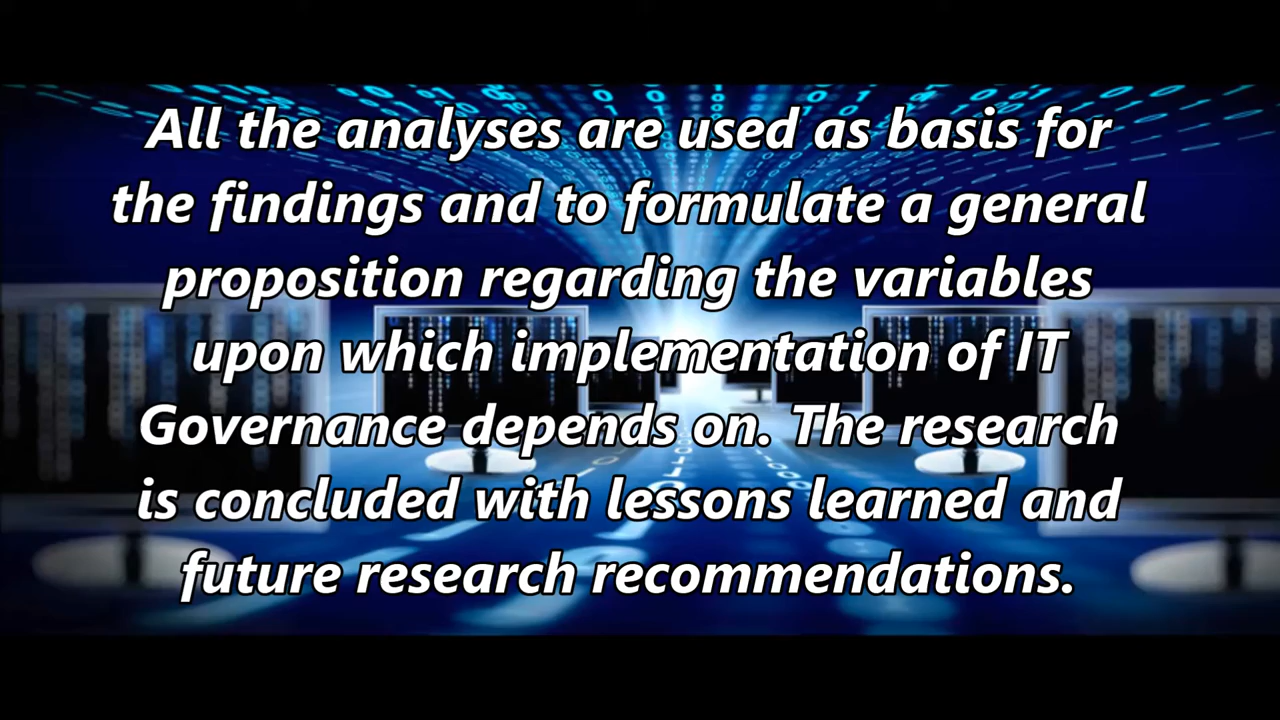 All the analyses are used as basis for
the findings and to formulate a general
proposition regarding the variables
upon which implementation of IT
Governance depends on. The research
is concluded with lessons learned and
future research recommendations.